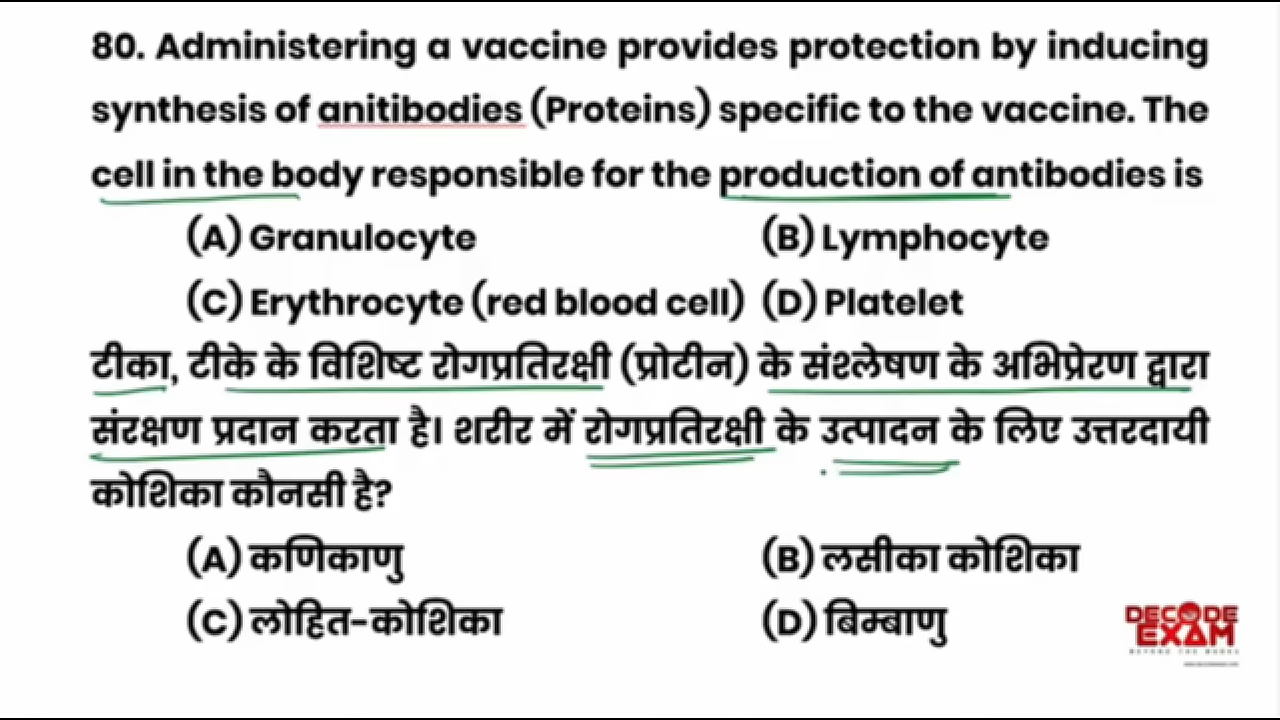 80. Administering a vaccine provides protection by inducing
synthesis of anitibodies (Proteins) specific to the vaccine. The
cell in the body responsible for the production of antibodies is
(A) Granulocyte (B) Lymphocyte
(C) Erythrocyte (red blood cell) (D) Platelet
टीका, टीके के विशिष्ट रोगप्रतिरक्षी (प्रोटीन) के संश्लेषण के अभिप्रेरण द्वारा
संरक्षण प्रदान करता है। शरीर में रोगप्रतिरक्षी के उत्पादन के लिए उत्तरदायी
कोशिका कौनसी है?
(A) कणिकाणु (B) लसीका कोशिका
(C) लोहित-कोशिका (D) बिम्बाणु
DECODE
EXAM